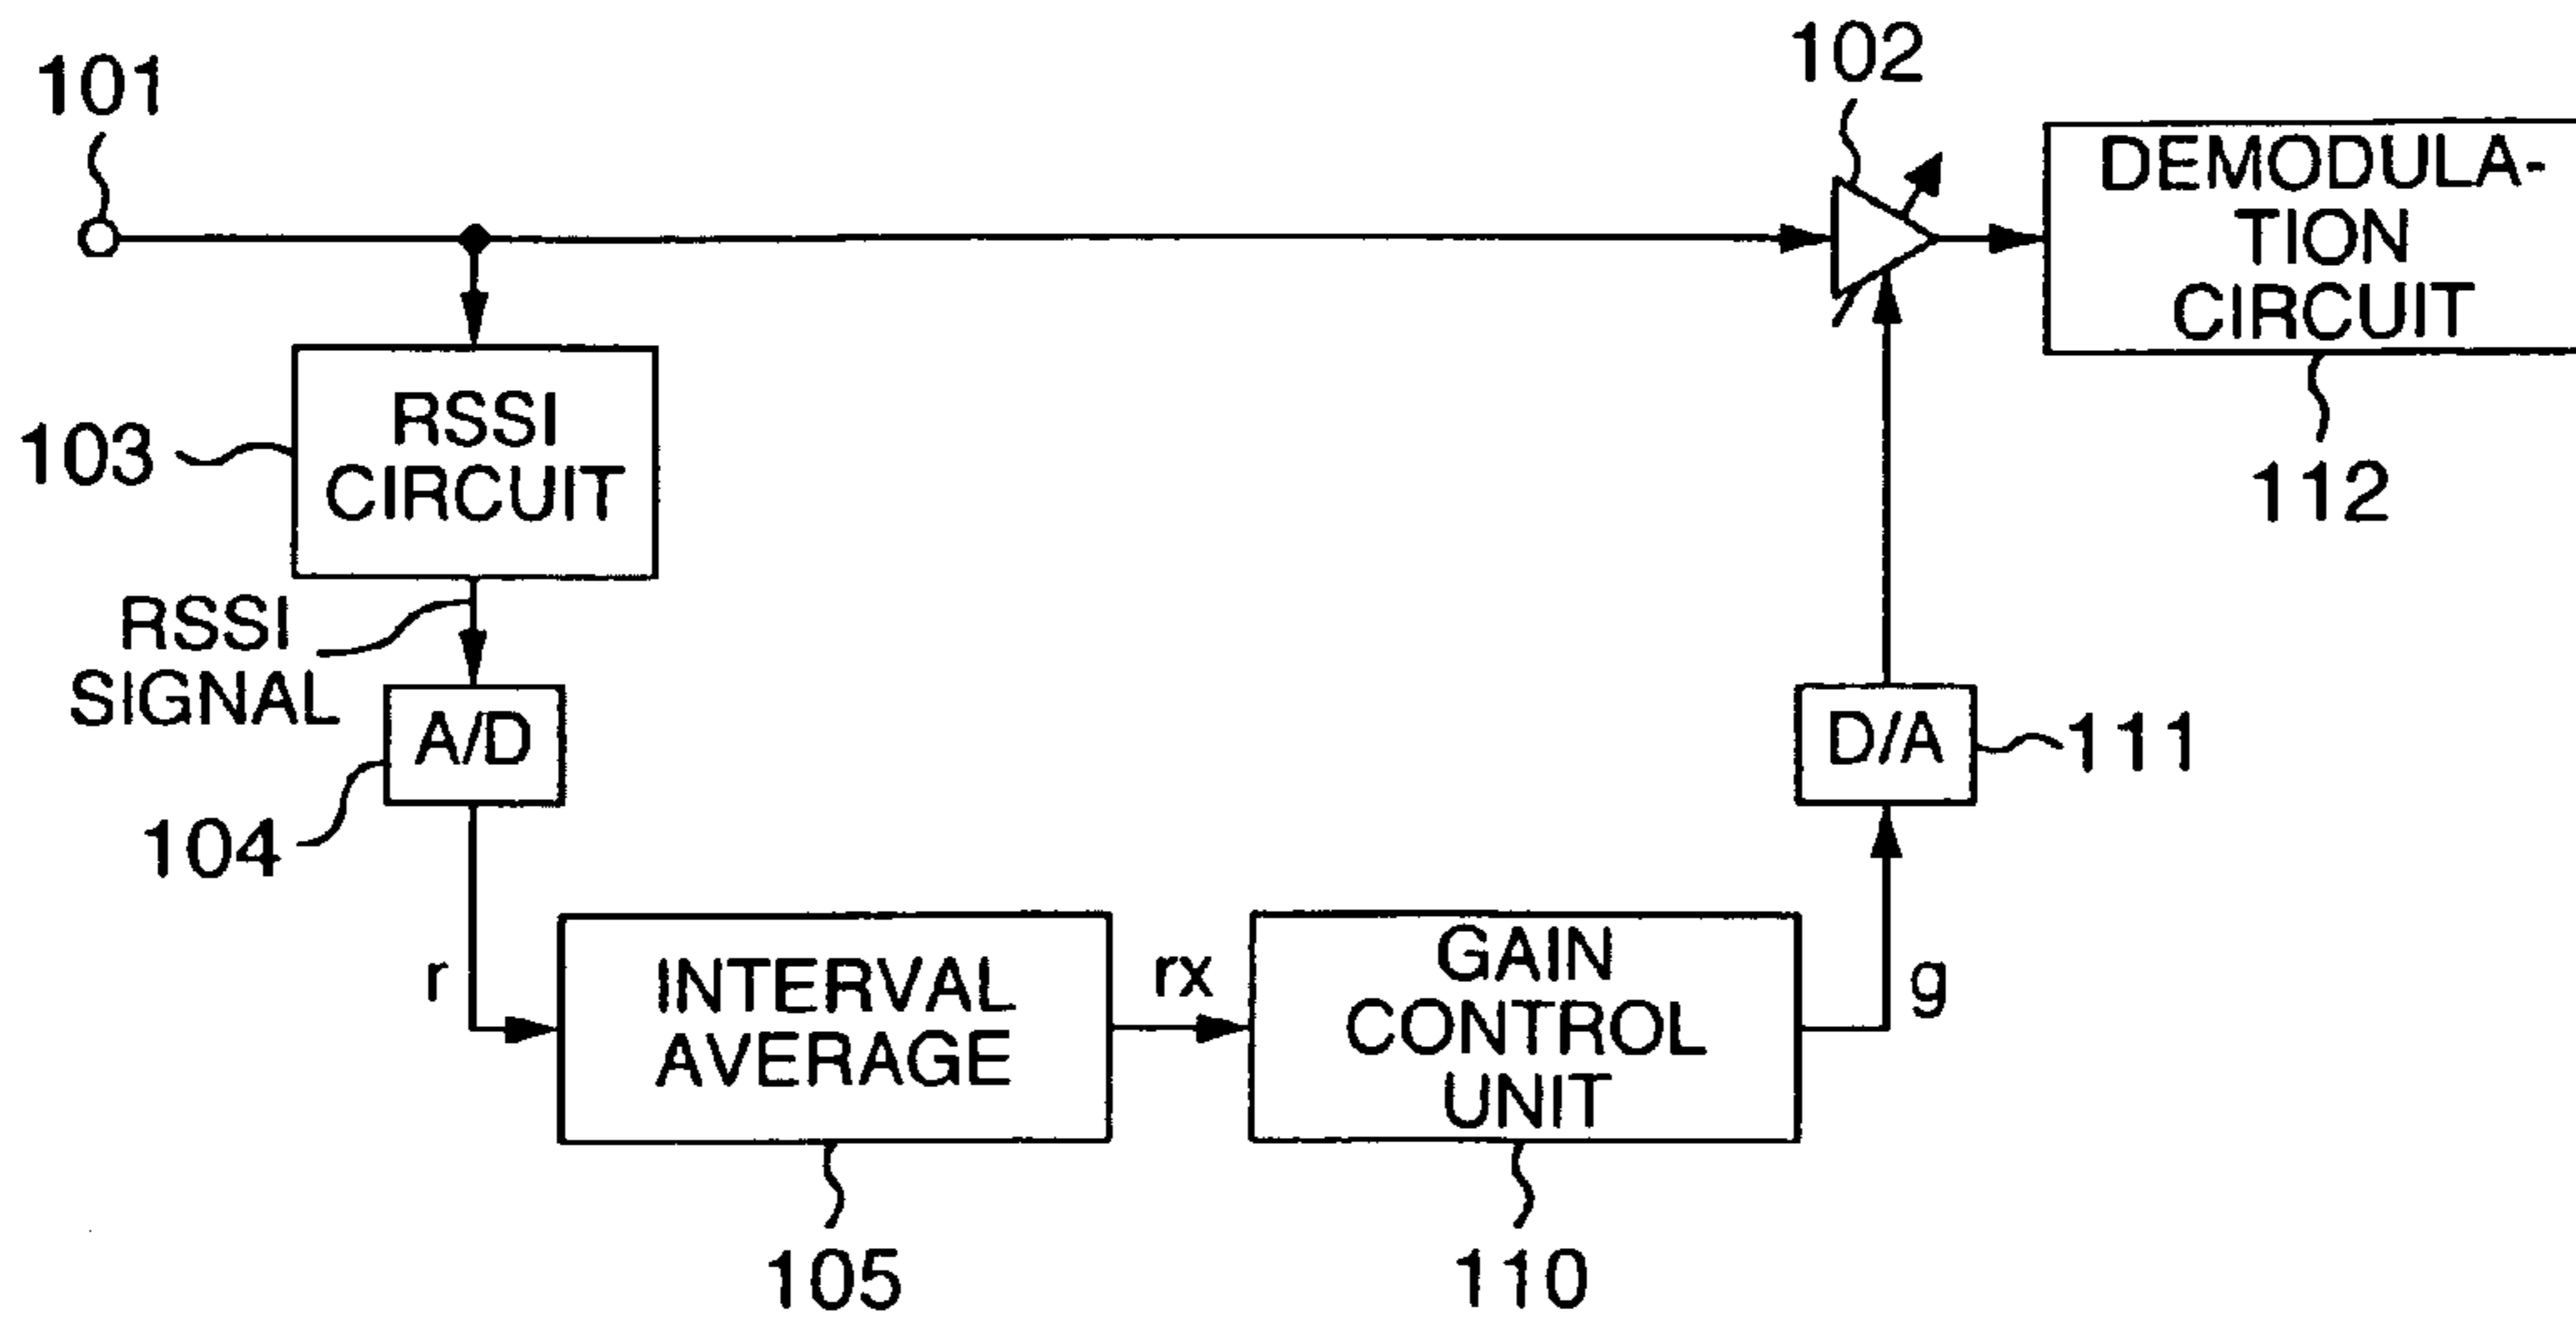 101
102
DEMODULA-
TION
CIRCUIT
112
RSSI
CIRCUIT
103
RSSI
SIGNAL
A/D
104
D/A
111
r
INTERVAL
AVERAGE
105
rx
GAIN
CONTROL
UNIT
110
g